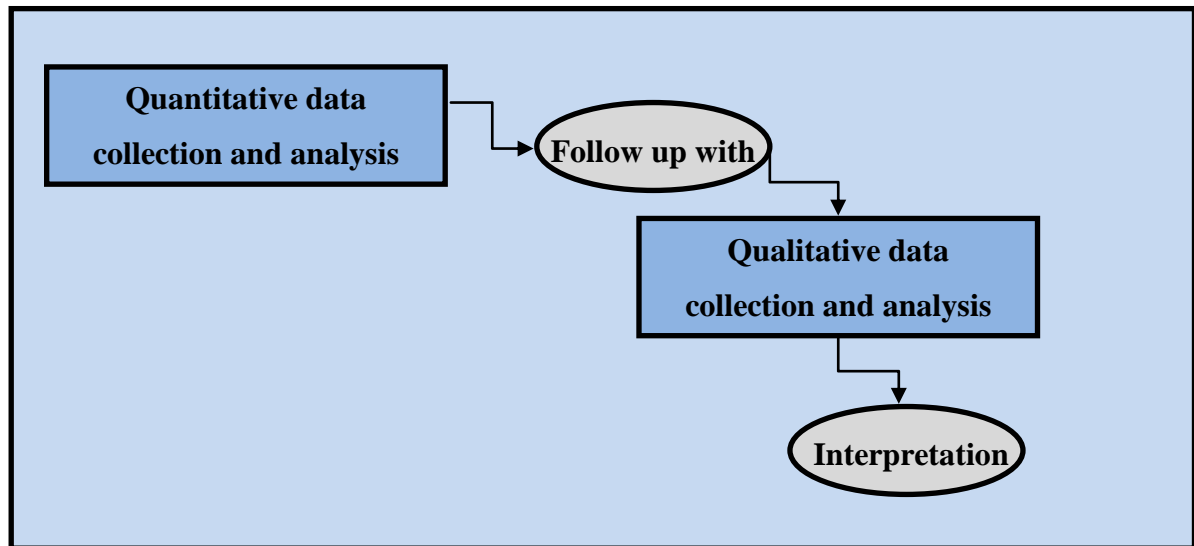 Quantitative data
collection and analysis
Follow up with
Qualitative data
collection and analysis
Interpretation